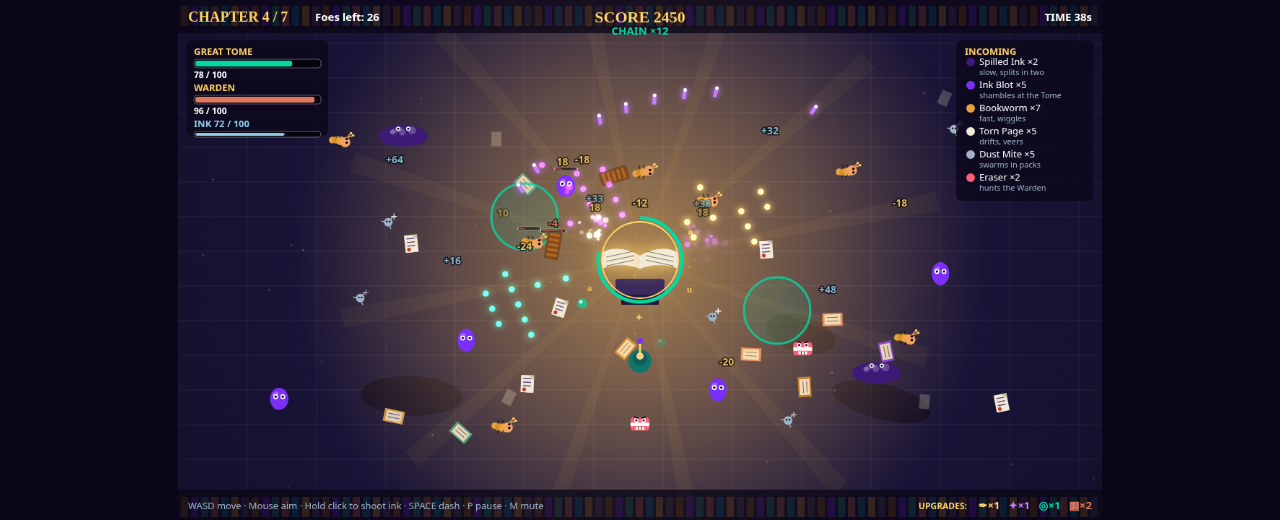 CHAPTER 4 / 7
Foes left: 26
SCORE 2450
TIME 38s
CHAIN ×12
GREAT TOME
78 / 100
WARDEN
96 / 100
INK 72 / 100
INCOMING
Spilled Ink ×2
slow, splits in two
Ink Blot ×5
shambles at the Tome
Bookworm ×7
fast, wiggles
Torn Page ×5
drifts, veers
Dust Mite ×5
swarms in packs
Eraser ×2
hunts the Warden
+32
+64
18
-18
+33
18
-12
18
-18
10
-4
-24
+16
+48
-20
WASD move · Mouse aim · Hold click to shoot ink · SPACE dash · P pause · M mute
UPGRADES: ✒×1 ✦×1 ◎×1 ▦×2